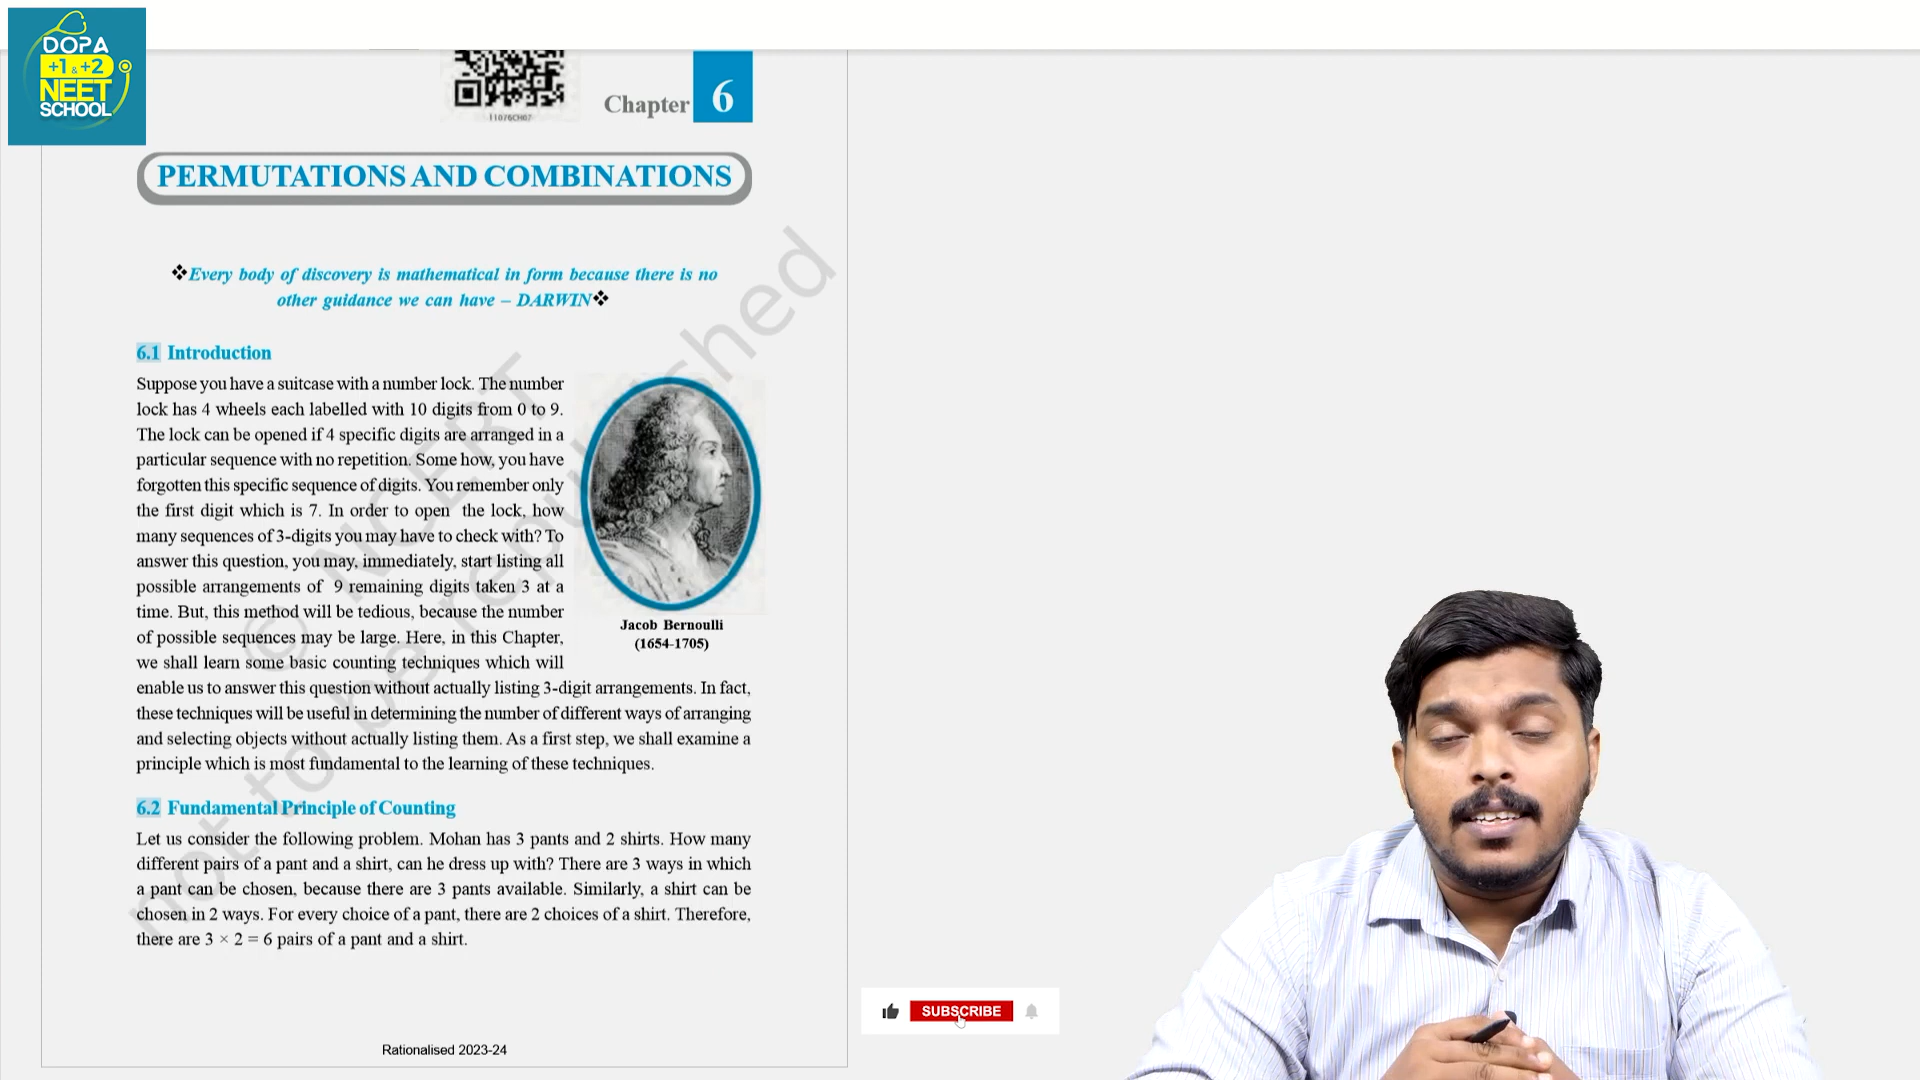 DOPA
+1 & +2
NEET
SCHOOL
11076CH07
Chapter 6
PERMUTATIONS AND COMBINATIONS
❖Every body of discovery is mathematical in form because there is no
other guidance we can have – DARWIN❖
6.1 Introduction
Suppose you have a suitcase with a number lock. The number
lock has 4 wheels each labelled with 10 digits from 0 to 9.
The lock can be opened if 4 specific digits are arranged in a
particular sequence with no repetition. Some how, you have
forgotten this specific sequence of digits. You remember only
the first digit which is 7. In order to open the lock, how
many sequences of 3-digits you may have to check with? To
answer this question, you may, immediately, start listing all
possible arrangements of 9 remaining digits taken 3 at a
time. But, this method will be tedious, because the number
of possible sequences may be large. Here, in this Chapter,
we shall learn some basic counting techniques which will
enable us to answer this question without actually listing 3-digit arrangements. In fact,
these techniques will be useful in determining the number of different ways of arranging
and selecting objects without actually listing them. As a first step, we shall examine a
principle which is most fundamental to the learning of these techniques.
Jacob Bernoulli
(1654-1705)
6.2 Fundamental Principle of Counting
Let us consider the following problem. Mohan has 3 pants and 2 shirts. How many
different pairs of a pant and a shirt, can he dress up with? There are 3 ways in which
a pant can be chosen, because there are 3 pants available. Similarly, a shirt can be
chosen in 2 ways. For every choice of a pant, there are 2 choices of a shirt. Therefore,
there are 3 × 2 = 6 pairs of a pant and a shirt.
Rationalised 2023-24
© NCERT
not to be republished
SUBSCRIBE